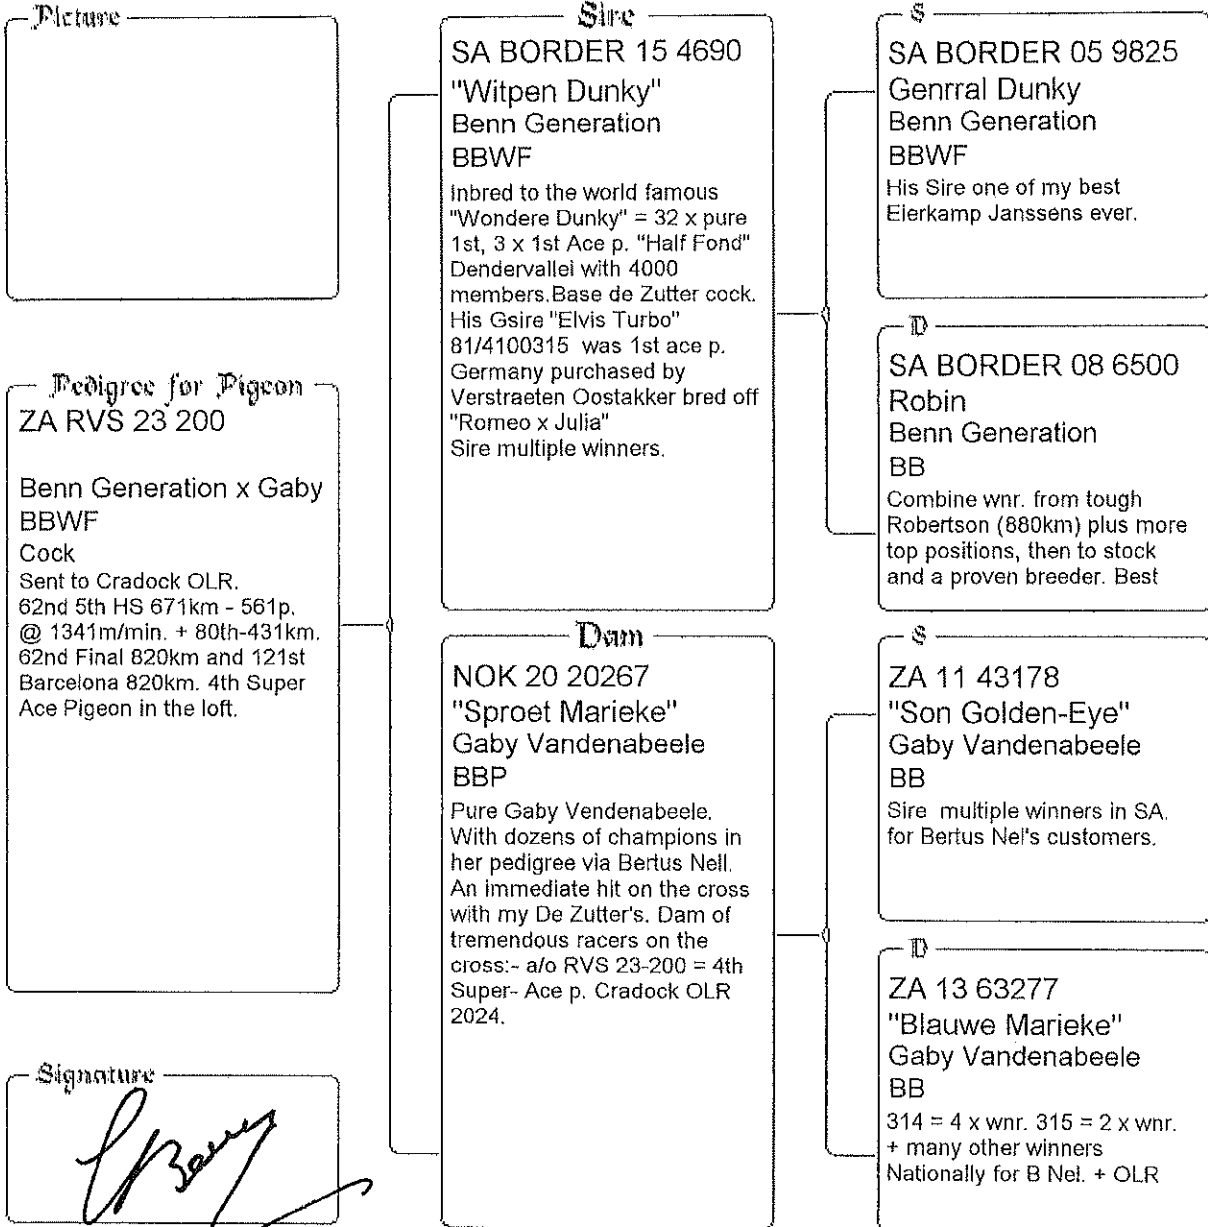 Picture
Pedigree for Pigeon
ZA RVS 23 200
Benn Generation x Gaby
BBWF
Cock
Sent to Cradock OLR.
62nd 5th HS 671km - 561p.
@ 1341m/min. + 80th-431km.
62nd Final 820km and 121st
Barcelona 820km. 4th Super
Ace Pigeon in the loft.
Signature
Sire
SA BORDER 15 4690
"Witpen Dunky"
Benn Generation
BBWF
Inbred to the world famous
"Wondere Dunky" = 32 x pure
1st, 3 x 1st Ace p. "Half Fond"
Dendervallei with 4000
members.Base de Zutter cock.
His Gsire "Elvis Turbo"
81/4100315 was 1st ace p.
Germany purchased by
Verstraeten Oostakker bred off
"Romeo x Julia"
Sire multiple winners.
Dam
NOK 20 20267
"Sproet Marieke"
Gaby Vandenabeele
BBP
Pure Gaby Vendenabeele.
With dozens of champions in
her pedigree via Bertus Nell.
An immediate hit on the cross
with my De Zutter's. Dam of
tremendous racers on the
cross:- a/o RVS 23-200 = 4th
Super- Ace p. Cradock OLR
2024.
S
SA BORDER 05 9825
Genrral Dunky
Benn Generation
BBWF
His Sire one of my best
Eierkamp Janssens ever.
D
SA BORDER 08 6500
Robin
Benn Generation
BB
Combine wnr. from tough
Robertson (880km) plus more
top positions, then to stock
and a proven breeder. Best
S
ZA 11 43178
"Son Golden-Eye"
Gaby Vandenabeele
BB
Sire multiple winners in SA.
for Bertus Nel's customers.
D
ZA 13 63277
"Blauwe Marieke"
Gaby Vandenabeele
BB
314 = 4 x wnr. 315 = 2 x wnr.
+ many other winners
Nationally for B Nel. + OLR